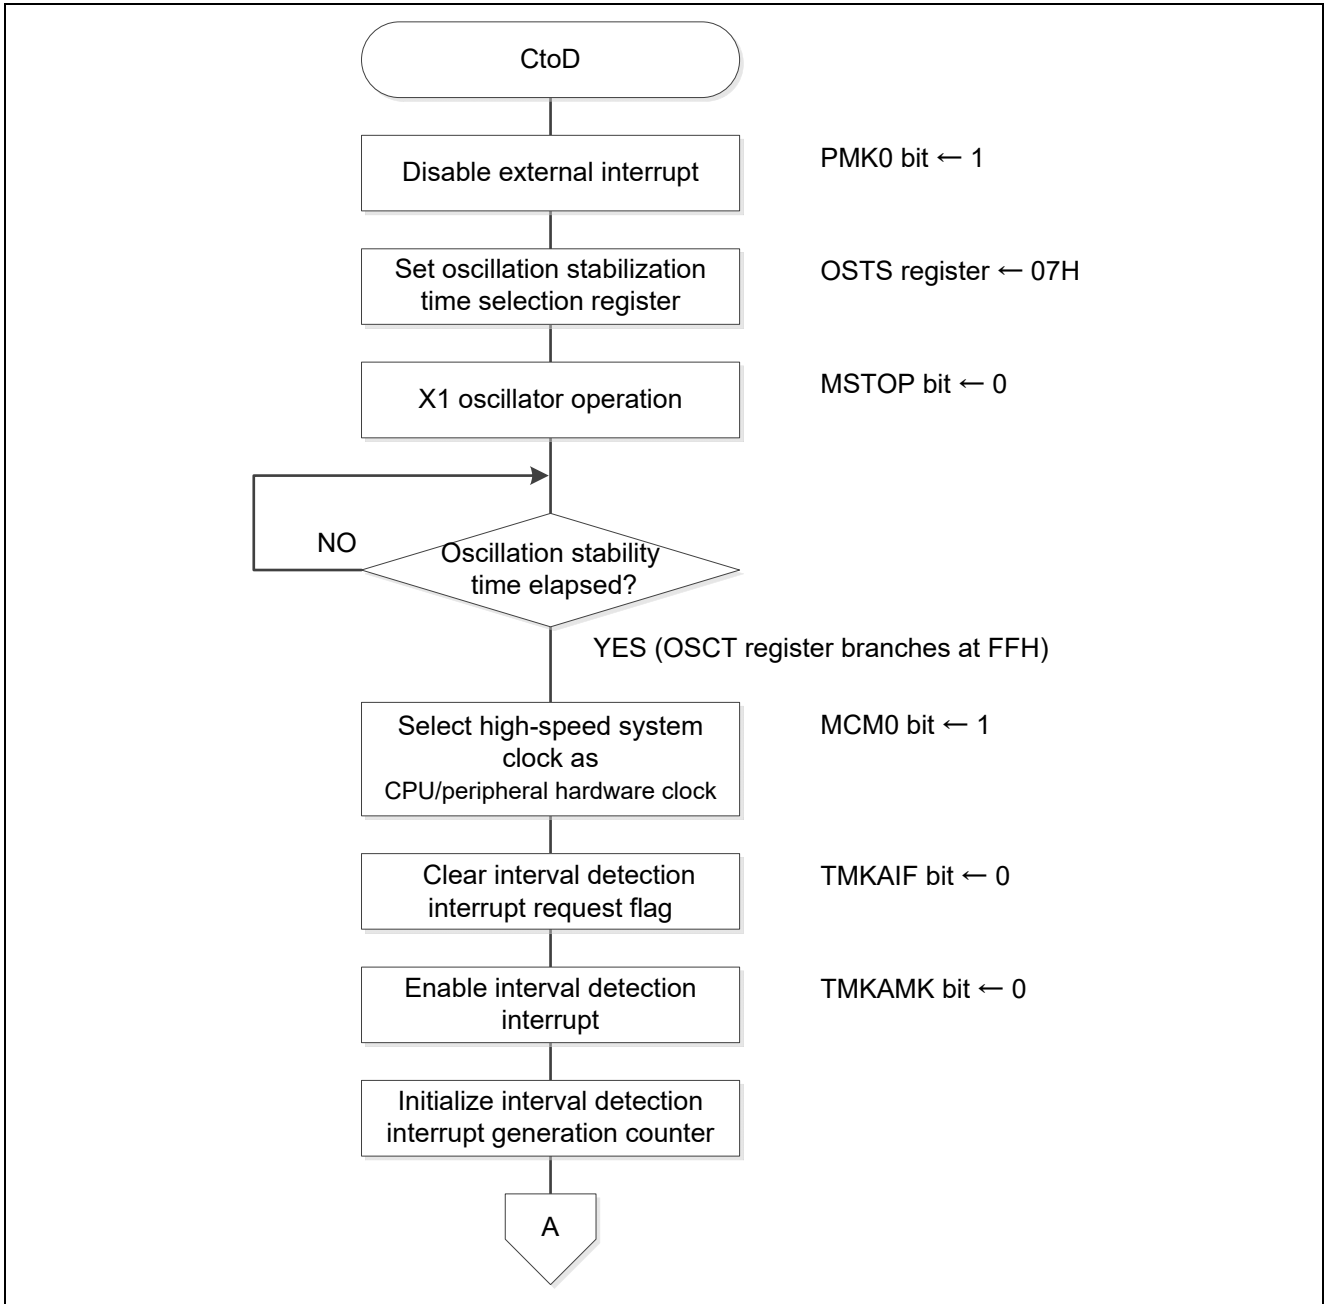 CtoD
Disable external interrupt
PMK0 bit ← 1
Set oscillation stabilization
time selection register
OSTS register ← 07H
X1 oscillator operation
MSTOP bit ← 0
NO
Oscillation stability
time elapsed?
YES (OSCT register branches at FFH)
Select high-speed system
clock as
CPU/peripheral hardware clock
MCM0 bit ← 1
Clear interval detection
interrupt request flag
TMKAIF bit ← 0
Enable interval detection
interrupt
TMKAMK bit ← 0
Initialize interval detection
interrupt generation counter
A